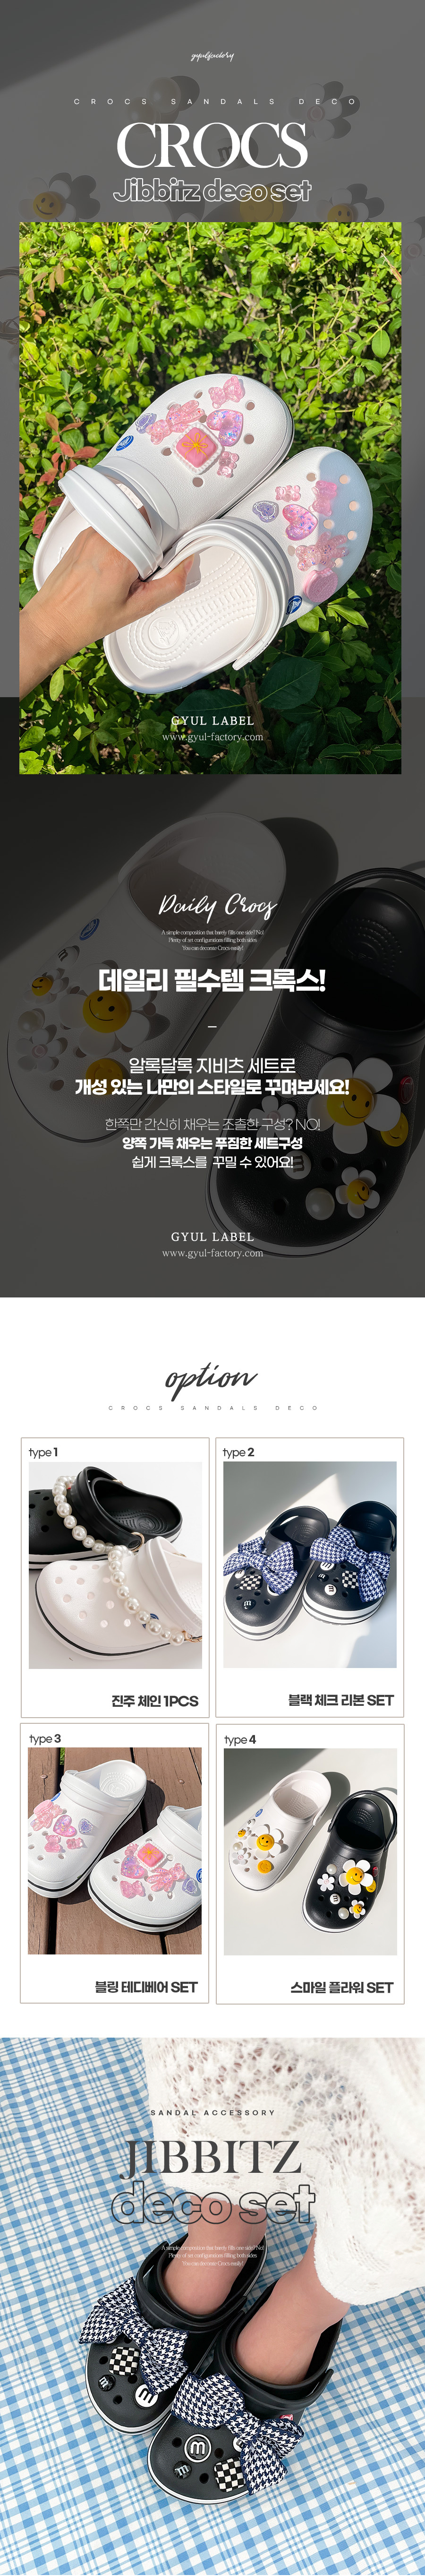 gyulfactory
CROCS SANDALS DECO
CROCS
Jibbitz deco set
GYUL LABEL
www.gyul-factory.com
Daily Crocs
A simple composition that barely fills one side? No!
Plenty of set configurations filling both sides
You can decorate Crocs easily!
데일리 필수템 크록스!
알록달록 지비츠 세트로
개성 있는 나만의 스타일로 꾸며보세요!
한쪽만 간신히 채우는 조촐한 구성? NO!
양쪽 가득 채우는 푸짐한 세트구성
쉽게 크록스를 꾸밀 수 있어요!
GYUL LABEL
www.gyul-factory.com
option
CROCS SANDALS DECO
type 1
진주 체인 1PCS
type 2
블랙 체크 리본 SET
type 3
블링 테디베어 SET
type 4
스마일 플라워 SET
SANDAL ACCESSORY
JIBBITZ
deco set
A simple composition that barely fills one side? No!
Plenty of set configurations filling both sides
You can decorate Crocs easily!
m
m
m
m